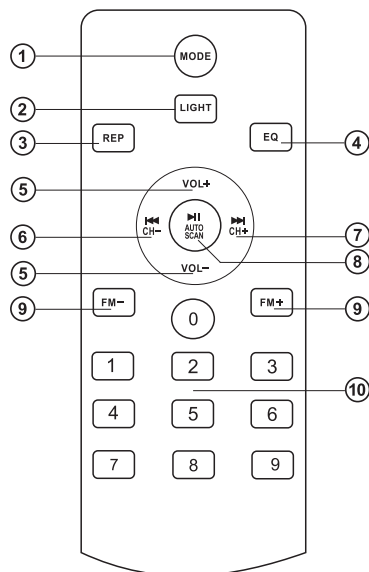 1
MODE
2
LIGHT
3
REP
EQ
4
5
VOL+
6
⏮
CH-
⏯
AUTO
SCAN
⏭
CH+
7
8
5
VOL-
9
FM-
0
FM+
9
1
2
3
10
4
5
6
7
8
9